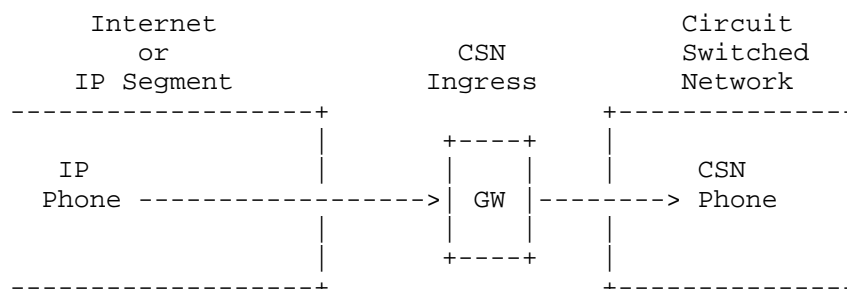 Internet                        Circuit
or               CSN            Switched
IP Segment         Ingress          Network
--------------------+                  +---------------
                    |       +----+     |
IP                  |       |    |     |     CSN
Phone ------------------>| GW |--------> Phone
                    |       |    |     |
                    |       +----+     |
--------------------+                  +---------------